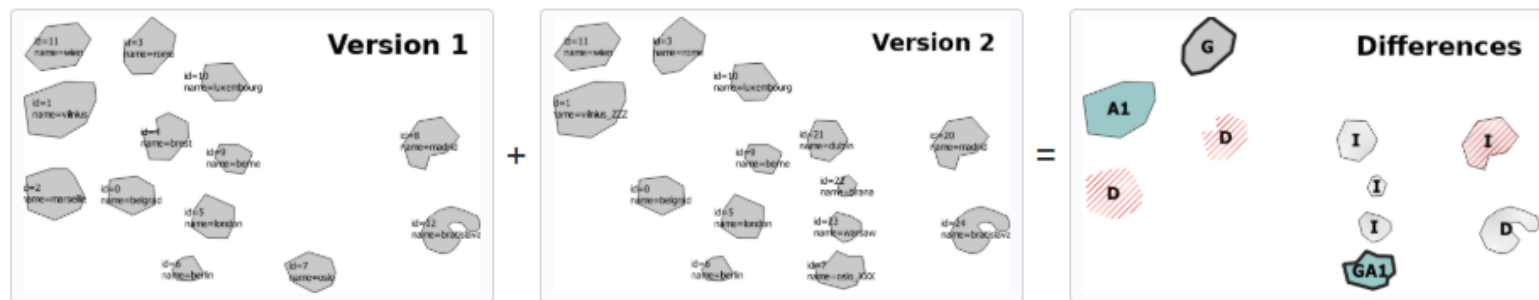 Version 1
id=11
name=wien
id=3
name=rome
id=10
name=luxembourg
id=1
name=vilnius
id=4
name=brest
id=9
name=berne
id=8
name=madrid
id=2
name=marseille
id=0
name=belgrad
id=5
name=london
id=12
name=bratislava
id=6
name=berlin
id=7
name=oslo
+
Version 2
id=11
name=wien
id=3
name=rome
id=10
name=luxembourg
id=1
name=vilnius_ZZZ
id=21
name=dublin
id=9
name=berne
id=20
name=madrid
id=22
id=0
name=belgrad
id=5
name=london
id=23
name=warsaw
id=24
name=bratislava
id=6
name=berlin
id=7
name=oslo_XXX
=
Differences
G
A1
D
I
I
D
I
I
D
GA1